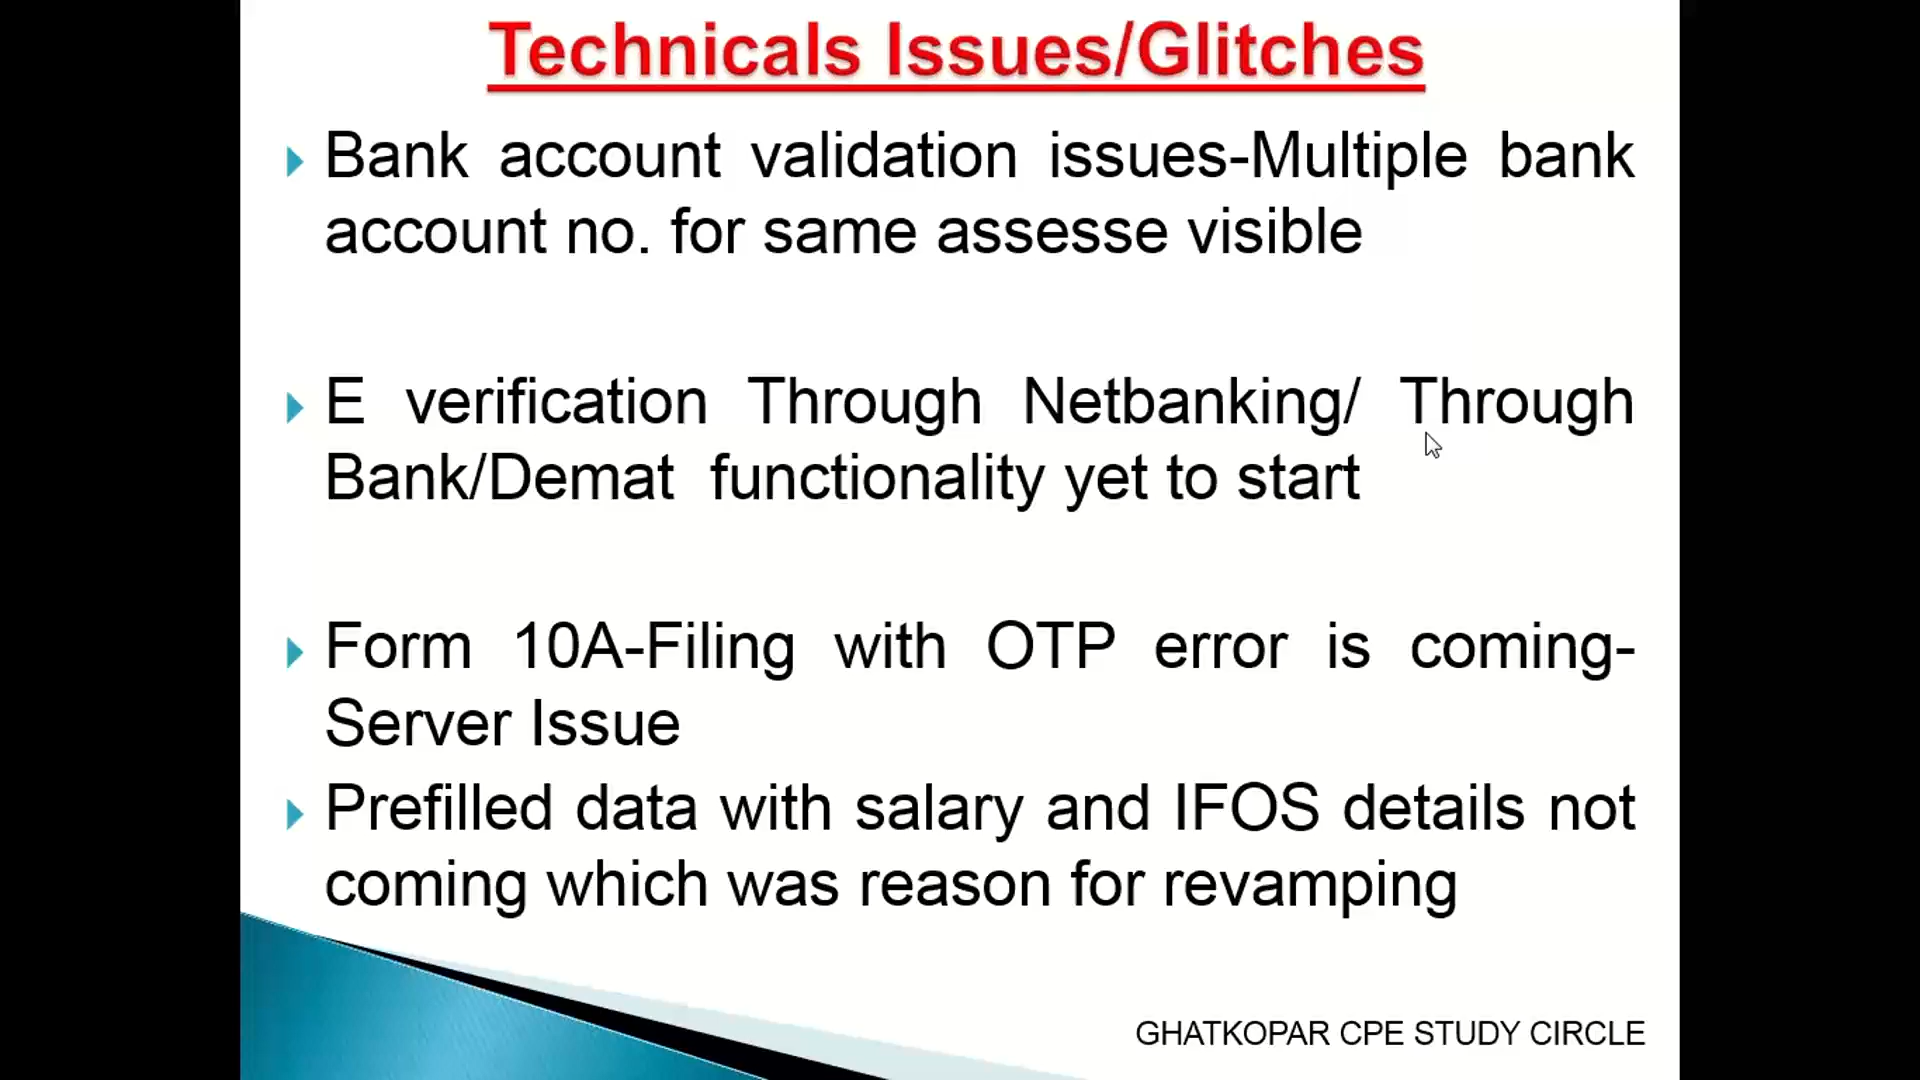 Technicals Issues/Glitches
Bank account validation issues-Multiple bank
account no. for same assesse visible
E verification Through Netbanking/ Through
Bank/Demat functionality yet to start
Form 10A-Filing with OTP error is coming-
Server Issue
Prefilled data with salary and IFOS details not
coming which was reason for revamping
GHATKOPAR CPE STUDY CIRCLE